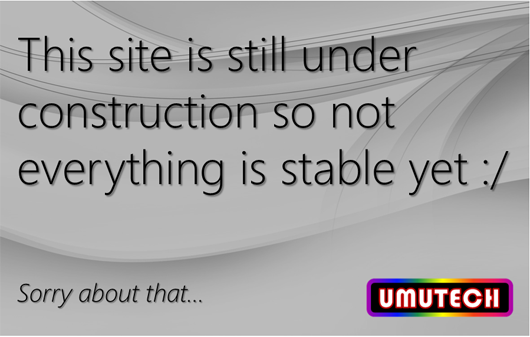 This site is still under
construction so not
everything is stable yet :/
Sorry about that...
UMUTECH